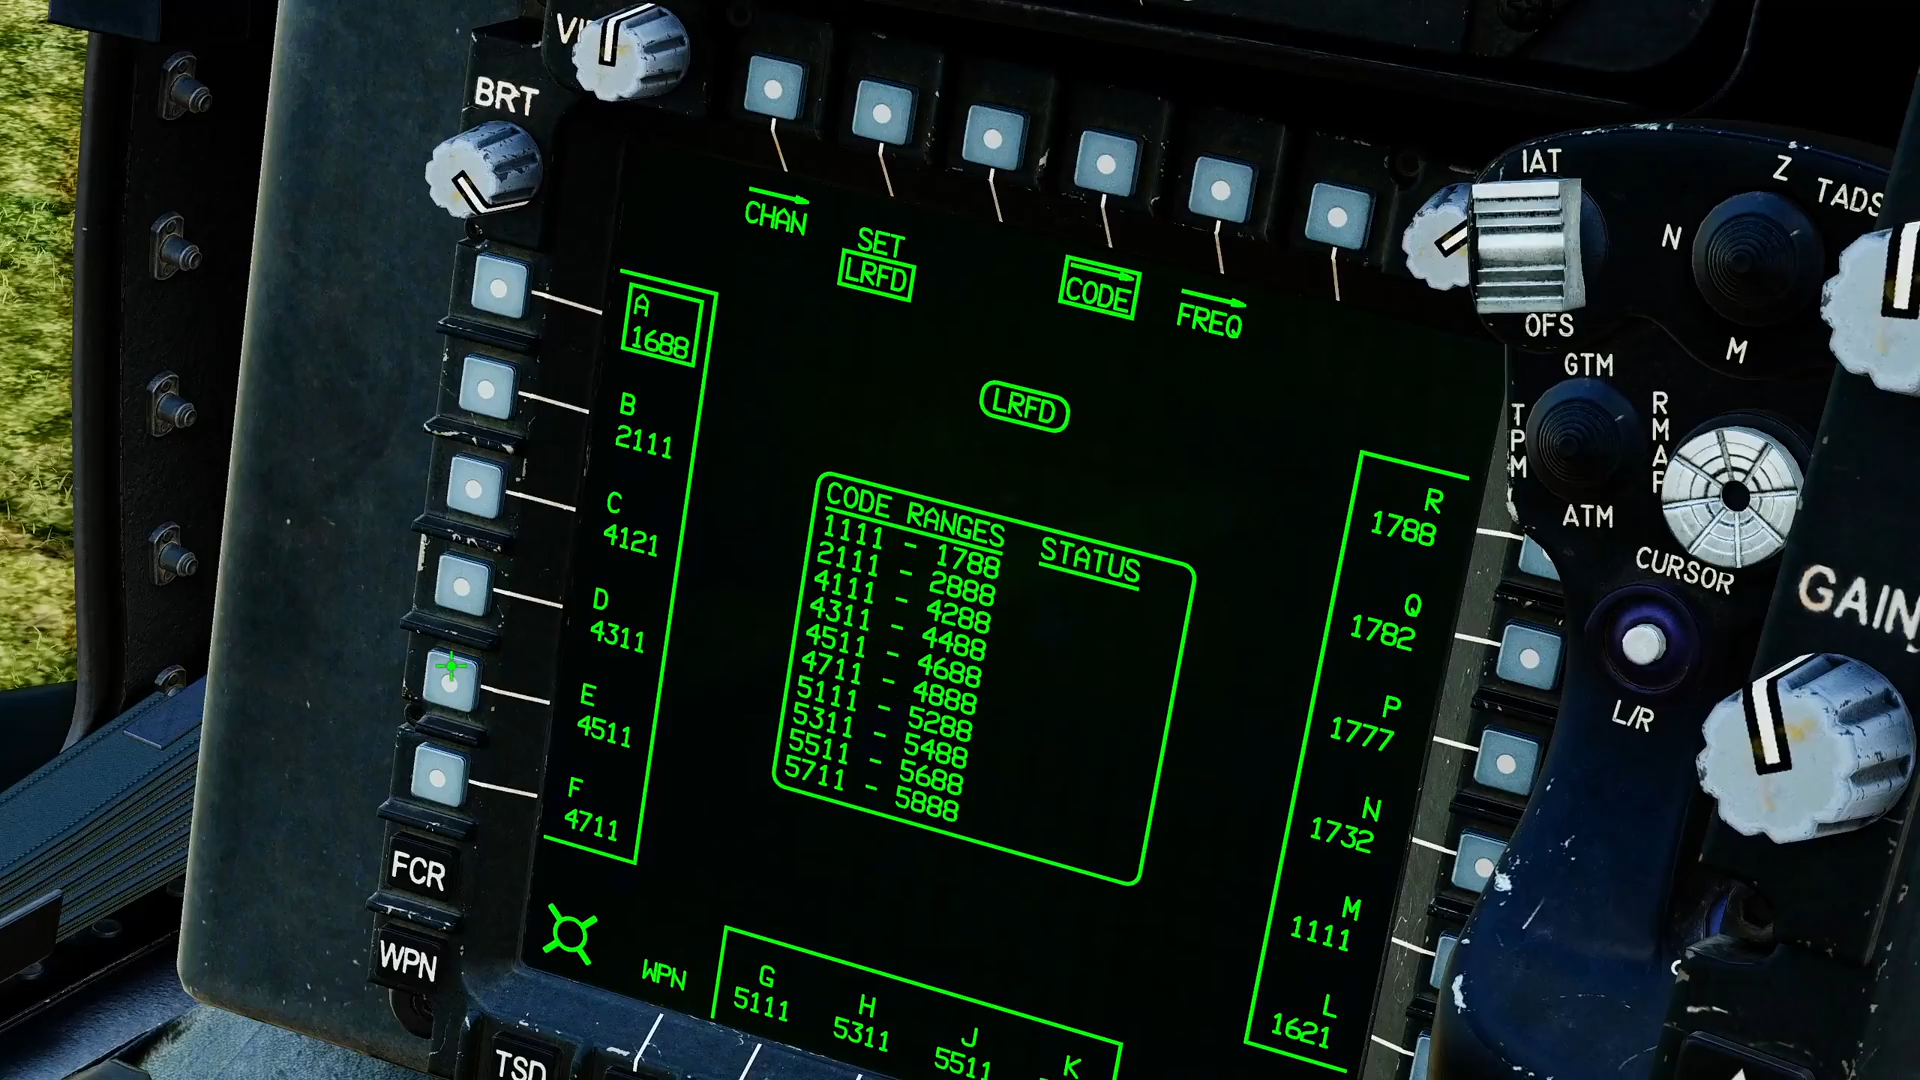 VI
BRT
IAT
Z
TADS
N
OFS
M
GTM
TPM
RMAP
ATM
CURSOR
GAIN
L/R
CHAN
SET
LRFD
CODE
FREQ
A
1688
B
2111
C
4121
D
4311
E
4511
F
4711
LRFD
CODE RANGES STATUS
1111 - 1788
2111 - 2888
4111 - 4288
4311 - 4488
4511 - 4688
4711 - 4888
5111 - 5288
5311 - 5488
5511 - 5688
5711 - 5888
R
1788
Q
1782
P
1777
N
1732
M
1111
L
1621
FCR
WPN
WPN
G
5111
H
5311
J
5511
K
TSD